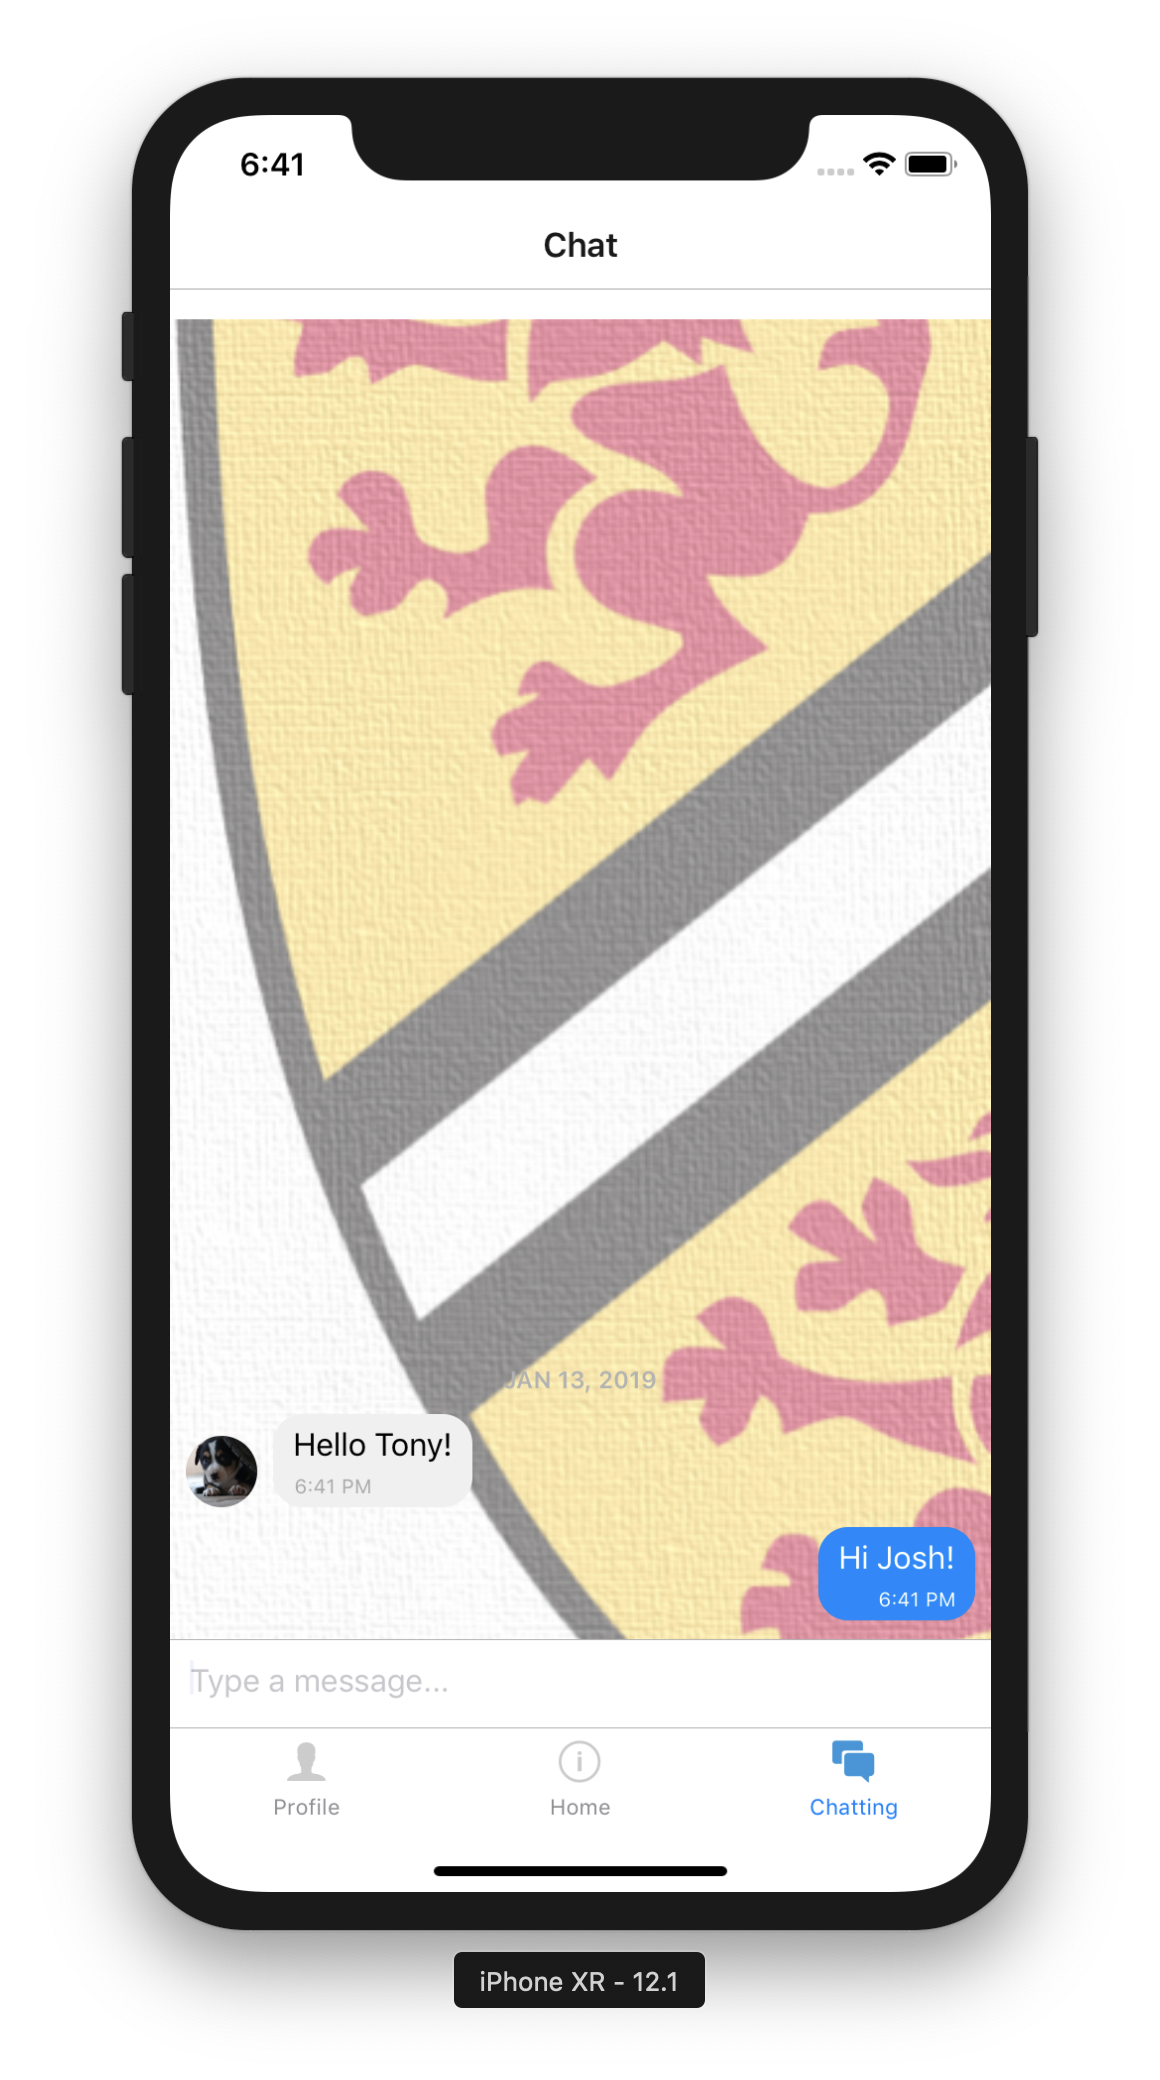 6:41
Chat
JAN 13, 2019
Hello Tony!
6:41 PM
Hi Josh!
6:41 PM
Type a message...
Profile
Home
Chatting
iPhone XR - 12.1